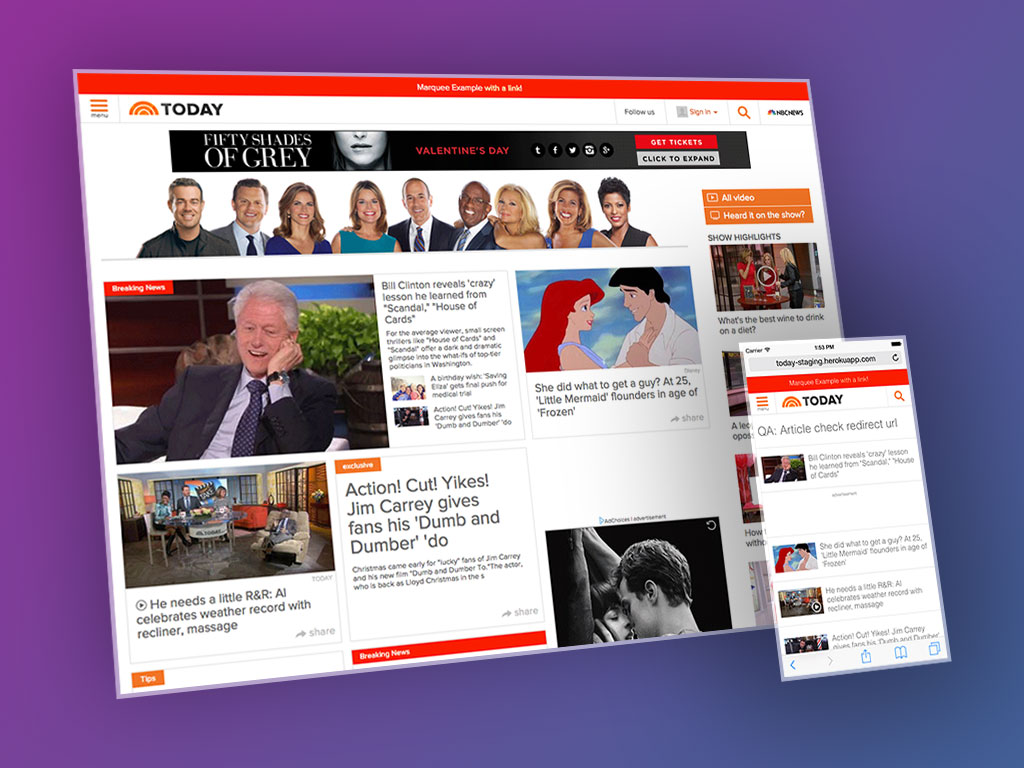 Marquee Example with a link!
menu
TODAY
Follow us
Sign in
NBCNEWS
FIFTY SHADES
OF GREY
VALENTINE'S DAY
GET TICKETS
CLICK TO EXPAND
All video
Heard it on the show?
SHOW HIGHLIGHTS
What's the best wine to drink
on a diet?
Breaking News
Bill Clinton reveals 'crazy'
lesson he learned from
"Scandal," "House of
Cards"
For the average viewer, small screen
thrillers like "House of Cards" and
"Scandal" offer a dark and dramatic
glimpse into the what-ifs of top-tier
politicians in Washington.
A birthday wish: 'Saving
Eliza' gets final push for
medical trial
Action! Cut! Yikes! Jim
Carrey gives fans his
'Dumb and Dumber' 'do
Disney
She did what to get a guy? At 25,
'Little Mermaid' flounders in age of
'Frozen'
share
TODAY
He needs a little R&R: Al
celebrates weather record with
recliner, massage
share
Tips
exclusive
Action! Cut! Yikes!
Jim Carrey gives
fans his 'Dumb and
Dumber' 'do
Christmas came early for "lucky" fans of Jim Carrey
and his new film "Dumb and Dumber To." The actor,
who is back as Lloyd Christmas in the s
share
Breaking News
AdChoices | advertisement
A
How
witho
Carrier
1:53 PM
today-staging.herokuapp.com
Marquee Example with a link!
menu
TODAY
QA: Article check redirect url
Bill Clinton reveals 'crazy' lesson
he learned from "Scandal," "House
of Cards"
advertisement
She did what to get a guy? At 25,
'Little Mermaid' flounders in age of
'Frozen'
He needs a little R&R: Al
celebrates weather record with
recliner, massage
Action! Cut! Yikes! Jim Carrey
gives fans his 'Dumb and Dumber'